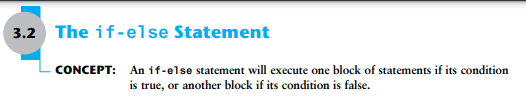 3.2 The if-else Statement
CONCEPT: An if-else statement will execute one block of statements if its condition
is true, or another block if its condition is false.